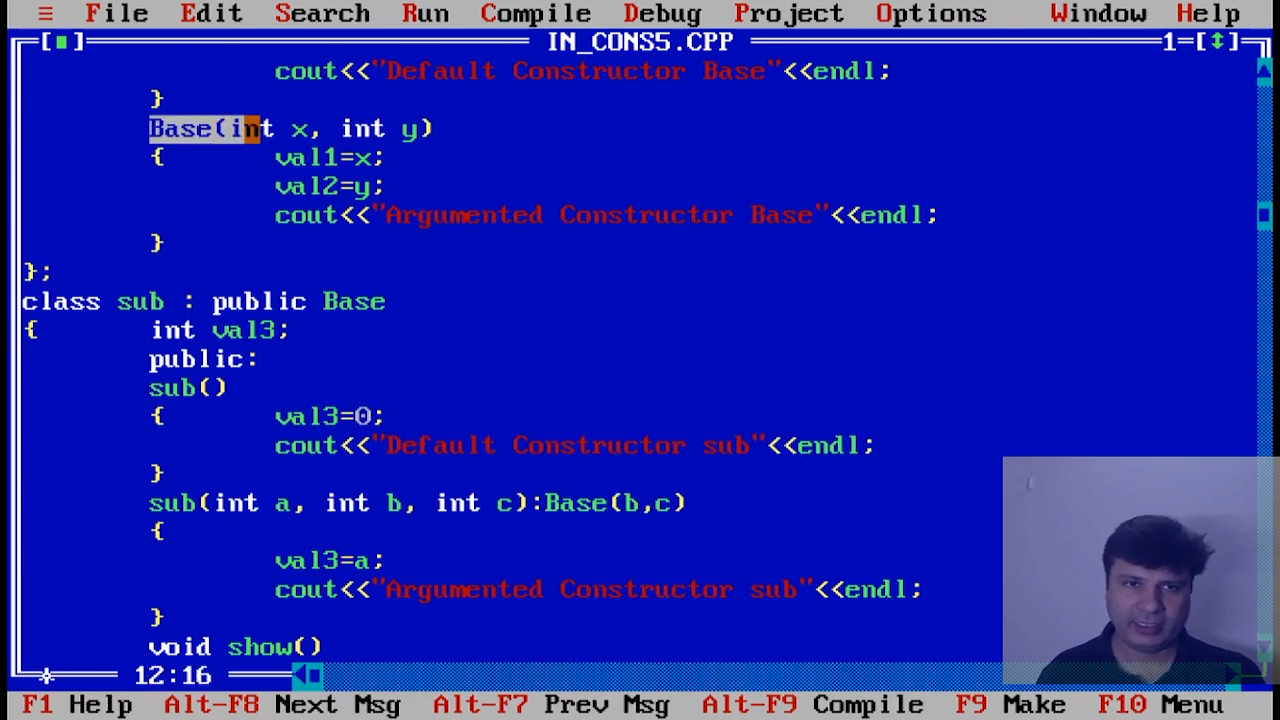 ≡ File Edit Search Run Compile Debug Project Options Window Help
[■] IN_CONS5.CPP 1=[↕]
cout<<"Default Constructor Base"<<endl;
}
Base(int x, int y)
{ val1=x;
val2=y;
cout<<"Argumented Constructor Base"<<endl;
}
};
class sub : public Base
{ int val3;
public:
sub()
{ val3=0;
cout<<"Default Constructor sub"<<endl;
}
sub(int a, int b, int c):Base(b,c)
{
val3=a;
cout<<"Argumented Constructor sub"<<endl;
}
void show()
12:16
F1 Help Alt-F8 Next Msg Alt-F7 Prev Msg Alt-F9 Compile F9 Make F10 Menu